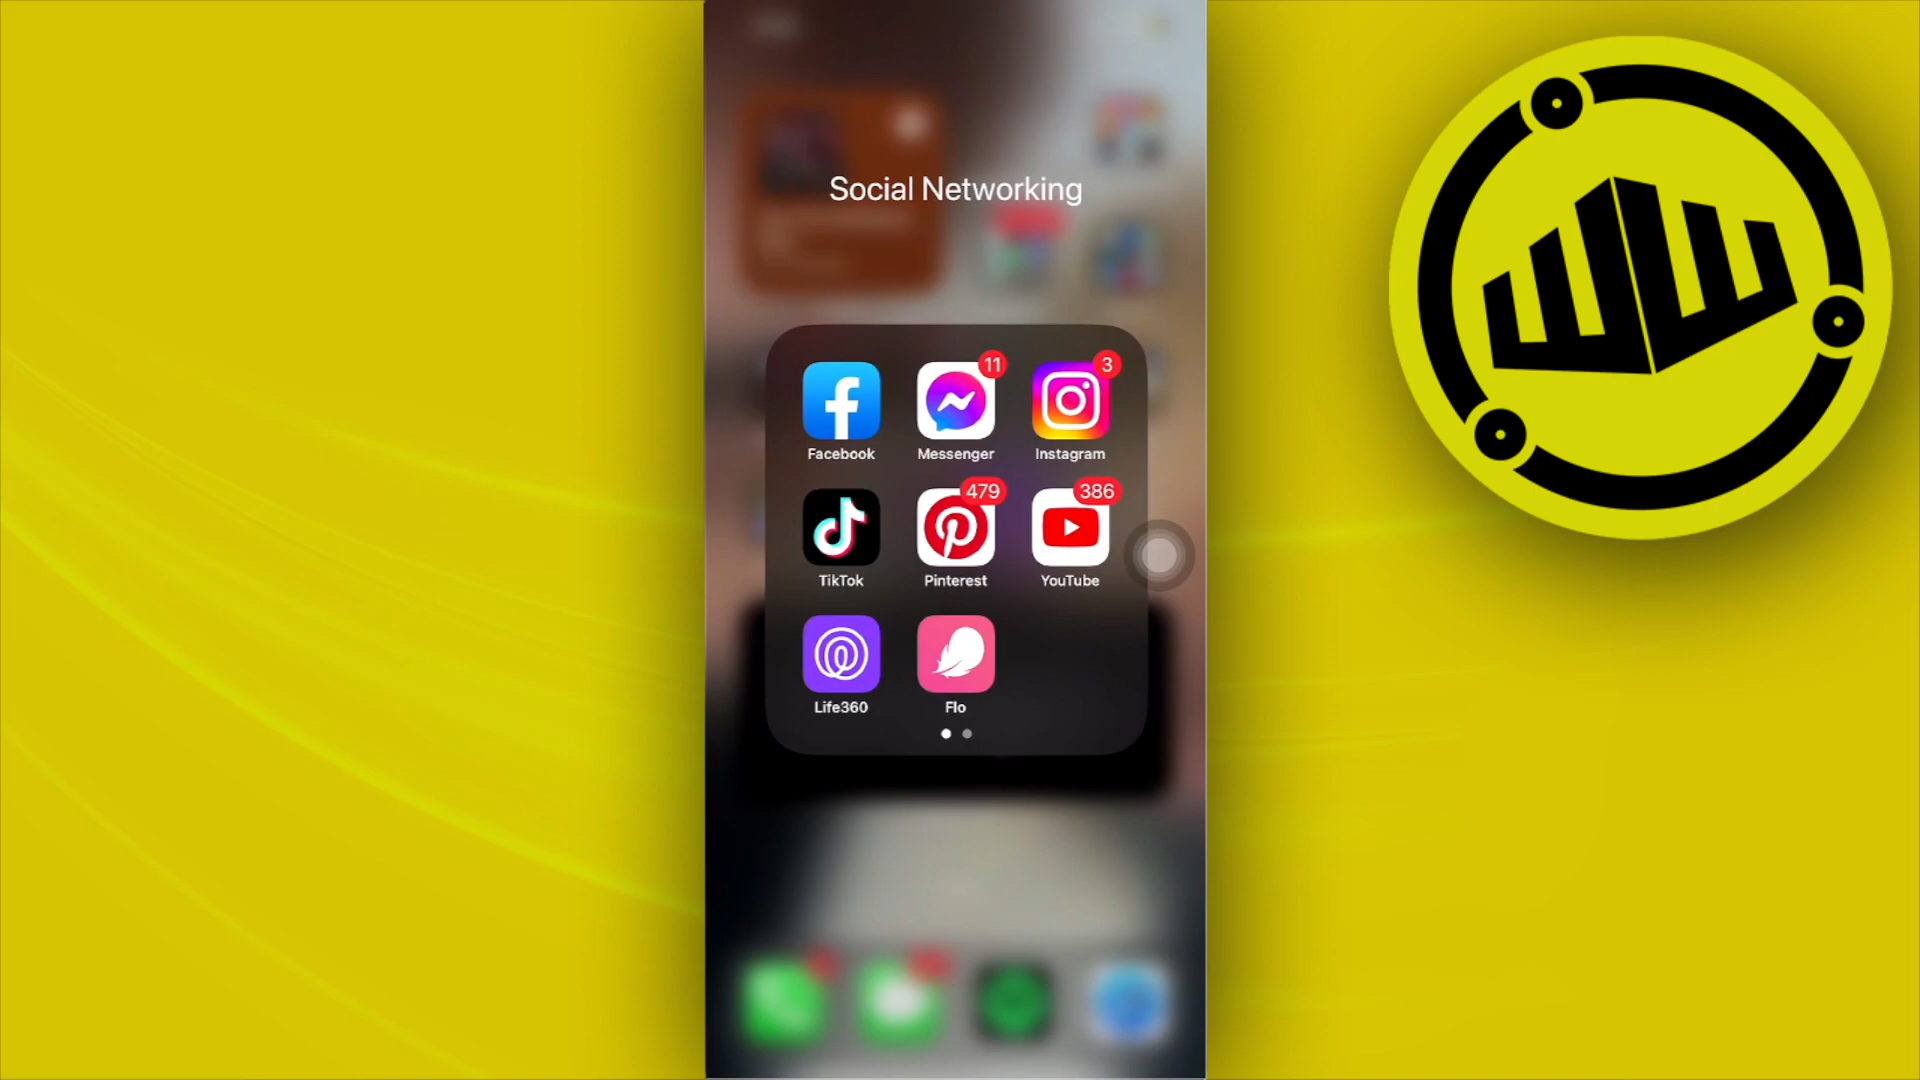 Social Networking
11
3
Facebook
Messenger
Instagram
479
386
TikTok
Pinterest
YouTube
Life360
Flo